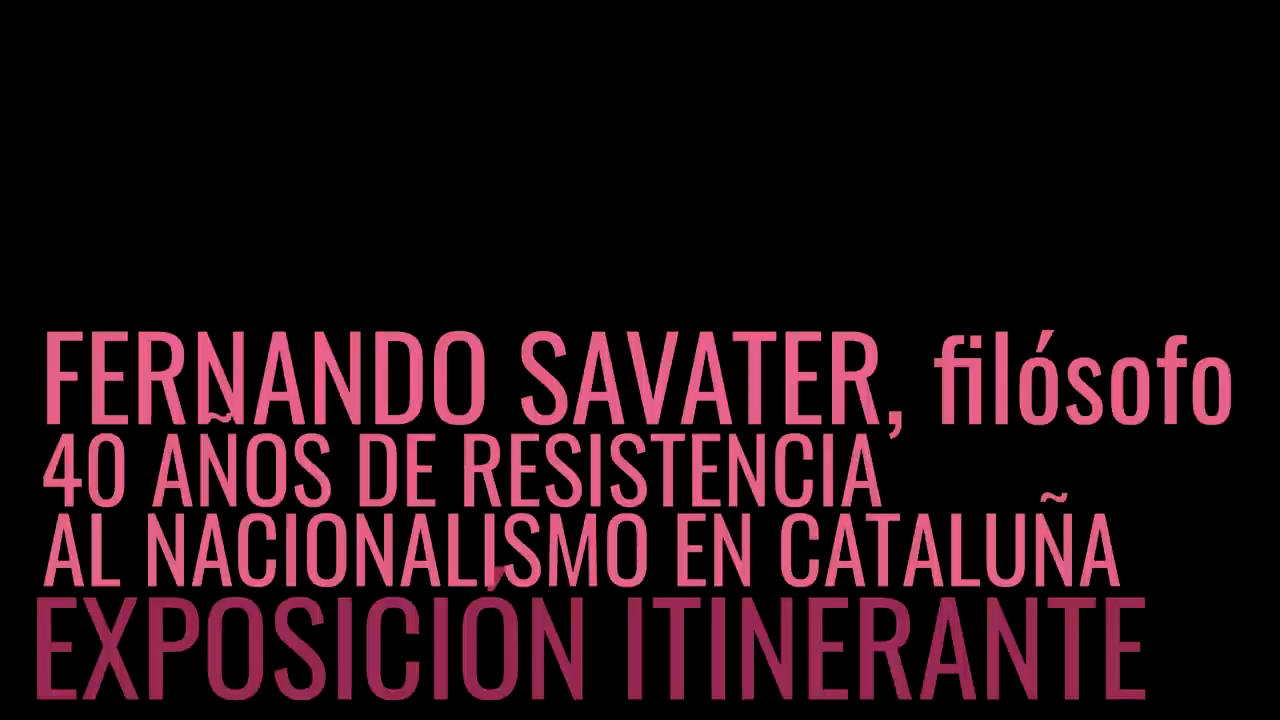 FERNANDO SAVATER, filósofo
40 AÑOS DE RESISTENCIA
AL NACIONALISMO EN CATALUÑA
EXPOSICIÓN ITINERANTE